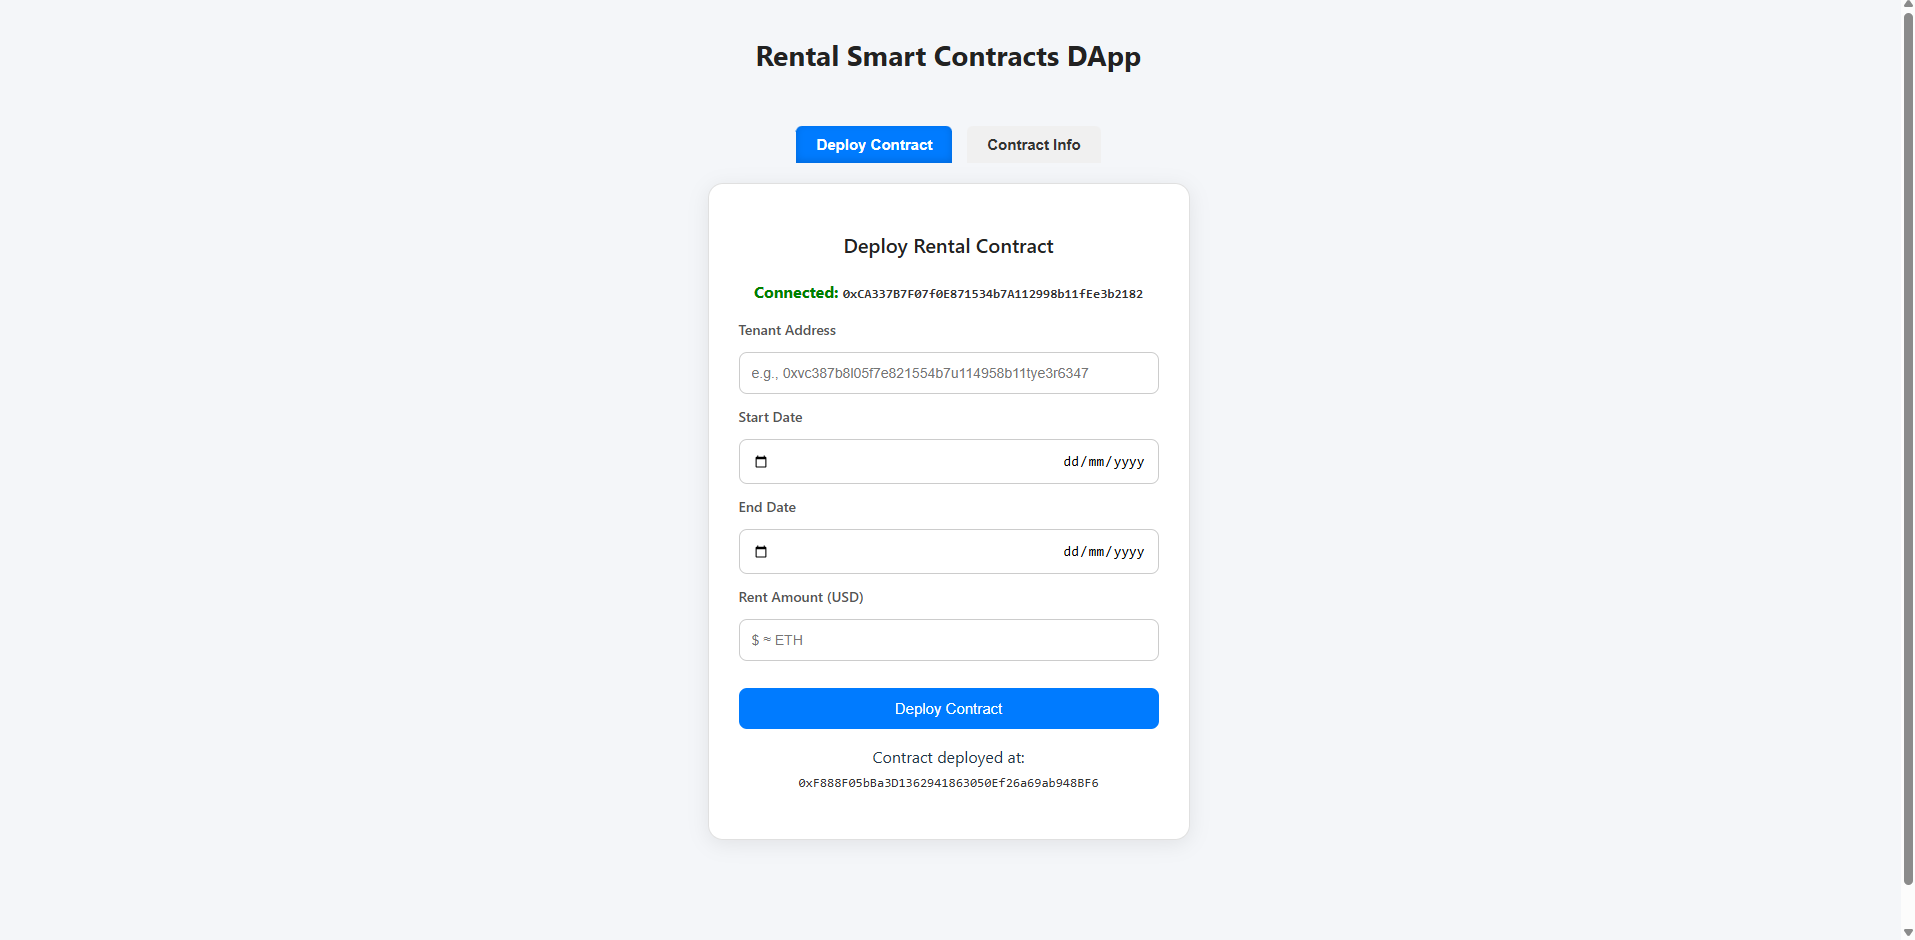 Rental Smart Contracts DApp
Deploy Contract
Contract Info
Deploy Rental Contract
Connected: 0xCA337B7F07f0E871534b7A112998b11fEe3b2182
Tenant Address
e.g., 0xvc387b8l05f7e821554b7u114958b11tye3r6347
Start Date
dd/mm/yyyy
End Date
dd/mm/yyyy
Rent Amount (USD)
$ ≈ ETH
Deploy Contract
Contract deployed at:
0xF888F05bBa3D1362941863050Ef26a69ab948BF6